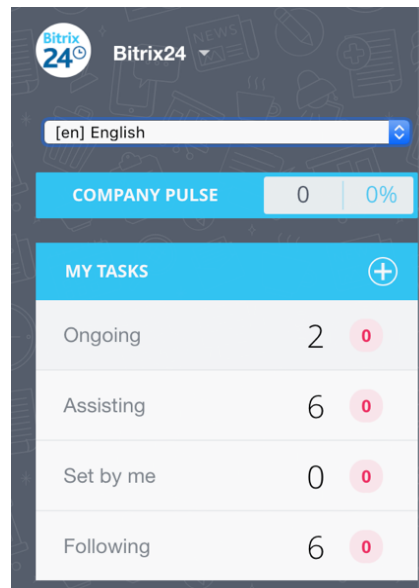 NEWS
Bitrix
24
Bitrix24
[en] English
COMPANY PULSE 0 0%
MY TASKS
Ongoing 2 0
Assisting 6 0
Set by me 0 0
Following 6 0